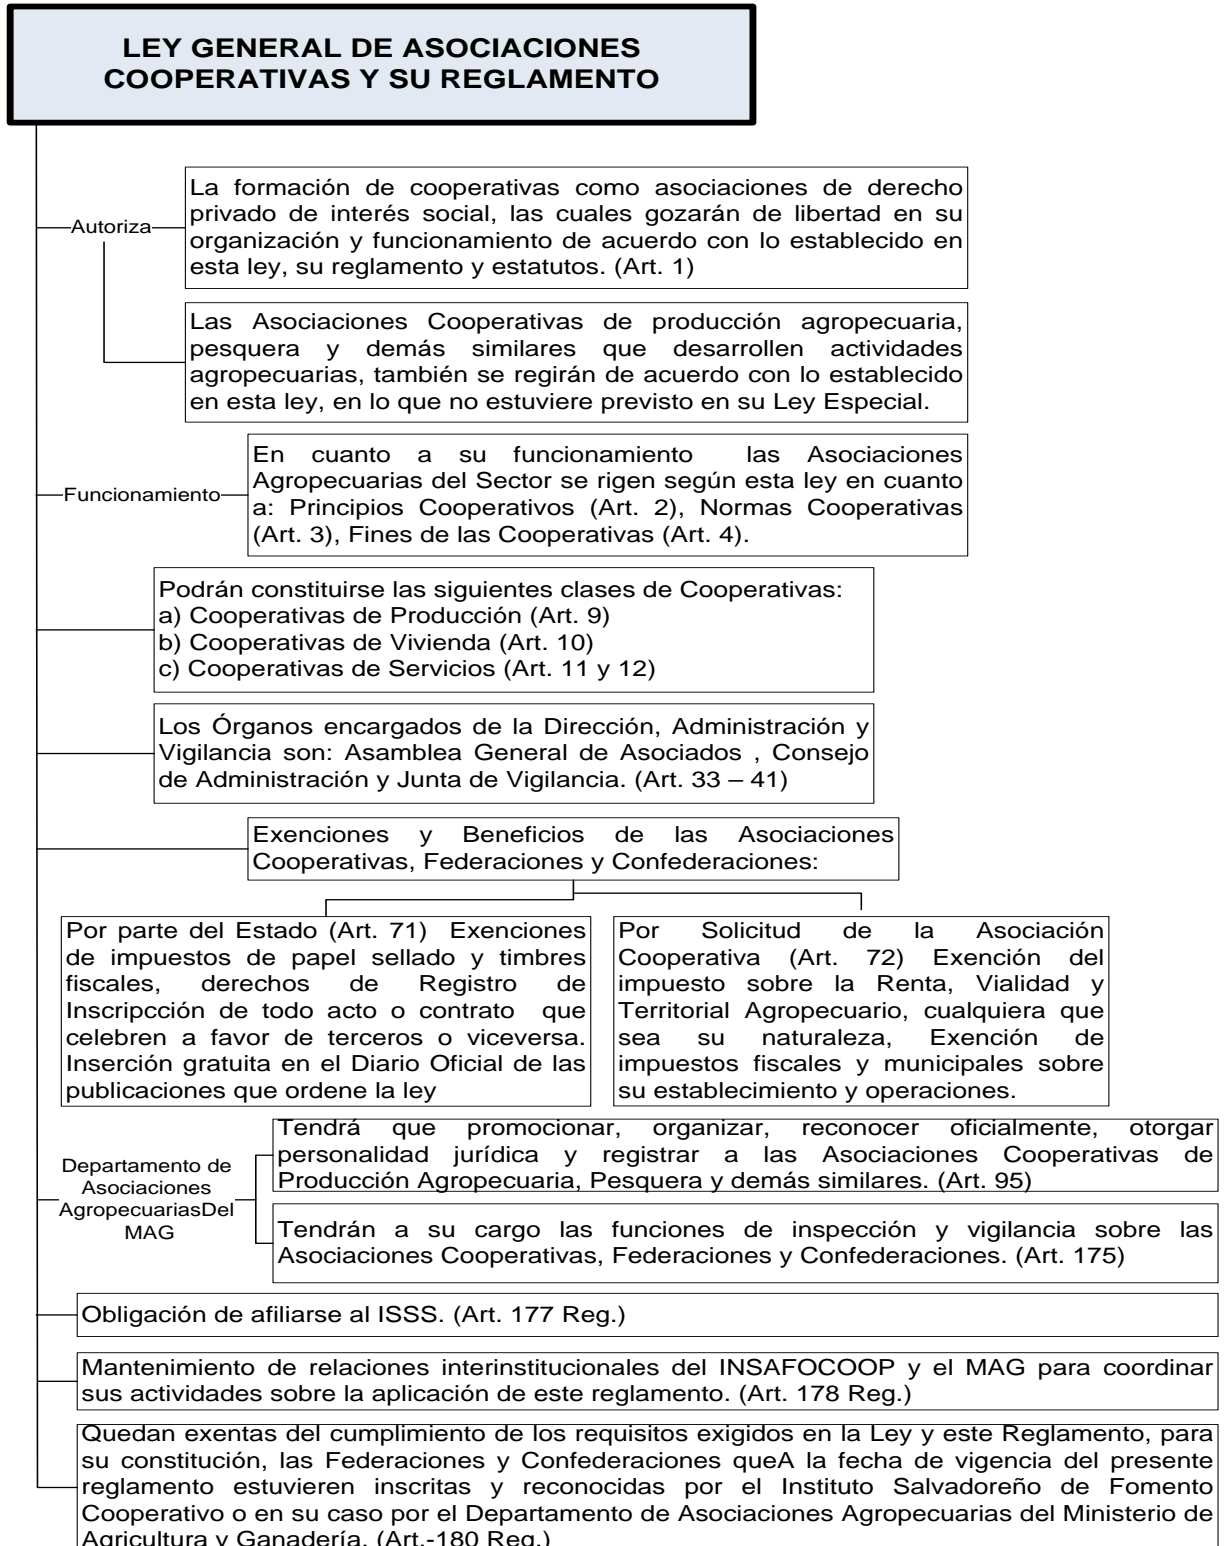 LEY GENERAL DE ASOCIACIONES
COOPERATIVAS Y SU REGLAMENTO
Autoriza
La formación de cooperativas como asociaciones de derecho
privado de interés social, las cuales gozarán de libertad en su
organización y funcionamiento de acuerdo con lo establecido en
esta ley, su reglamento y estatutos. (Art. 1)
Las Asociaciones Cooperativas de producción agropecuaria,
pesquera y demás similares que desarrollen actividades
agropecuarias, también se regirán de acuerdo con lo establecido
en esta ley, en lo que no estuviere previsto en su Ley Especial.
Funcionamiento
En cuanto a su funcionamiento las Asociaciones
Agropecuarias del Sector se rigen según esta ley en cuanto
a: Principios Cooperativos (Art. 2), Normas Cooperativas
(Art. 3), Fines de las Cooperativas (Art. 4).
Podrán constituirse las siguientes clases de Cooperativas:
a) Cooperativas de Producción (Art. 9)
b) Cooperativas de Vivienda (Art. 10)
c) Cooperativas de Servicios (Art. 11 y 12)
Los Órganos encargados de la Dirección, Administración y
Vigilancia son: Asamblea General de Asociados , Consejo
de Administración y Junta de Vigilancia. (Art. 33 – 41)
Exenciones y Beneficios de las Asociaciones
Cooperativas, Federaciones y Confederaciones:
Por parte del Estado (Art. 71) Exenciones
de impuestos de papel sellado y timbres
fiscales, derechos de Registro de
Inscripcción de todo acto o contrato que
celebren a favor de terceros o viceversa.
Inserción gratuita en el Diario Oficial de las
publicaciones que ordene la ley
Por Solicitud de la Asociación
Cooperativa (Art. 72) Exención del
impuesto sobre la Renta, Vialidad y
Territorial Agropecuario, cualquiera que
sea su naturaleza, Exención de
impuestos fiscales y municipales sobre
su establecimiento y operaciones.
Departamento de
Asociaciones
AgropecuariasDel
MAG
Tendrá que promocionar, organizar, reconocer oficialmente, otorgar
personalidad jurídica y registrar a las Asociaciones Cooperativas de
Producción Agropecuaria, Pesquera y demás similares. (Art. 95)
Tendrán a su cargo las funciones de inspección y vigilancia sobre las
Asociaciones Cooperativas, Federaciones y Confederaciones. (Art. 175)
Obligación de afiliarse al ISSS. (Art. 177 Reg.)
Mantenimiento de relaciones interinstitucionales del INSAFOCOOP y el MAG para coordinar
sus actividades sobre la aplicación de este reglamento. (Art. 178 Reg.)
Quedan exentas del cumplimiento de los requisitos exigidos en la Ley y este Reglamento, para
su constitución, las Federaciones y Confederaciones queA la fecha de vigencia del presente
reglamento estuvieren inscritas y reconocidas por el Instituto Salvadoreño de Fomento
Cooperativo o en su caso por el Departamento de Asociaciones Agropecuarias del Ministerio de
Agricultura y Ganadería. (Art.-180 Reg.)